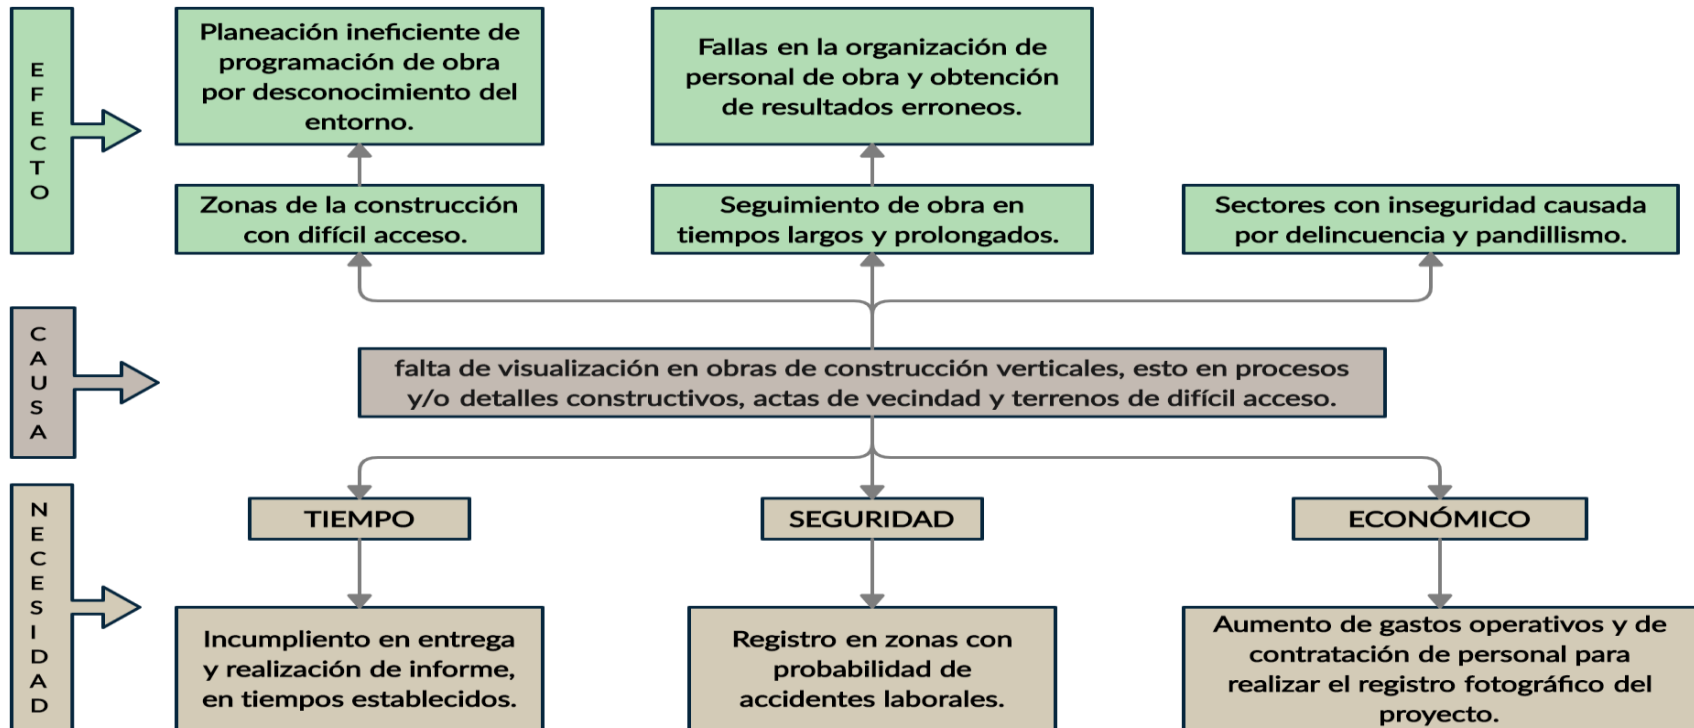 EFECTO
Planeación ineficiente de
programación de obra
por desconocimiento del
entorno.
Fallas en la organización de
personal de obra y obtención
de resultados erroneos.
Zonas de la construcción
con difícil acceso.
Seguimiento de obra en
tiempos largos y prolongados.
Sectores con inseguridad causada
por delincuencia y pandillismo.
CAUSA
falta de visualización en obras de construcción verticales, esto en procesos
y/o detalles constructivos, actas de vecindad y terrenos de difícil acceso.
NECESIDAD
TIEMPO
SEGURIDAD
ECONÓMICO
Incumpliento en entrega
y realización de informe,
en tiempos establecidos.
Registro en zonas con
probabilidad de
accidentes laborales.
Aumento de gastos operativos y de
contratación de personal para
realizar el registro fotográfico del
proyecto.